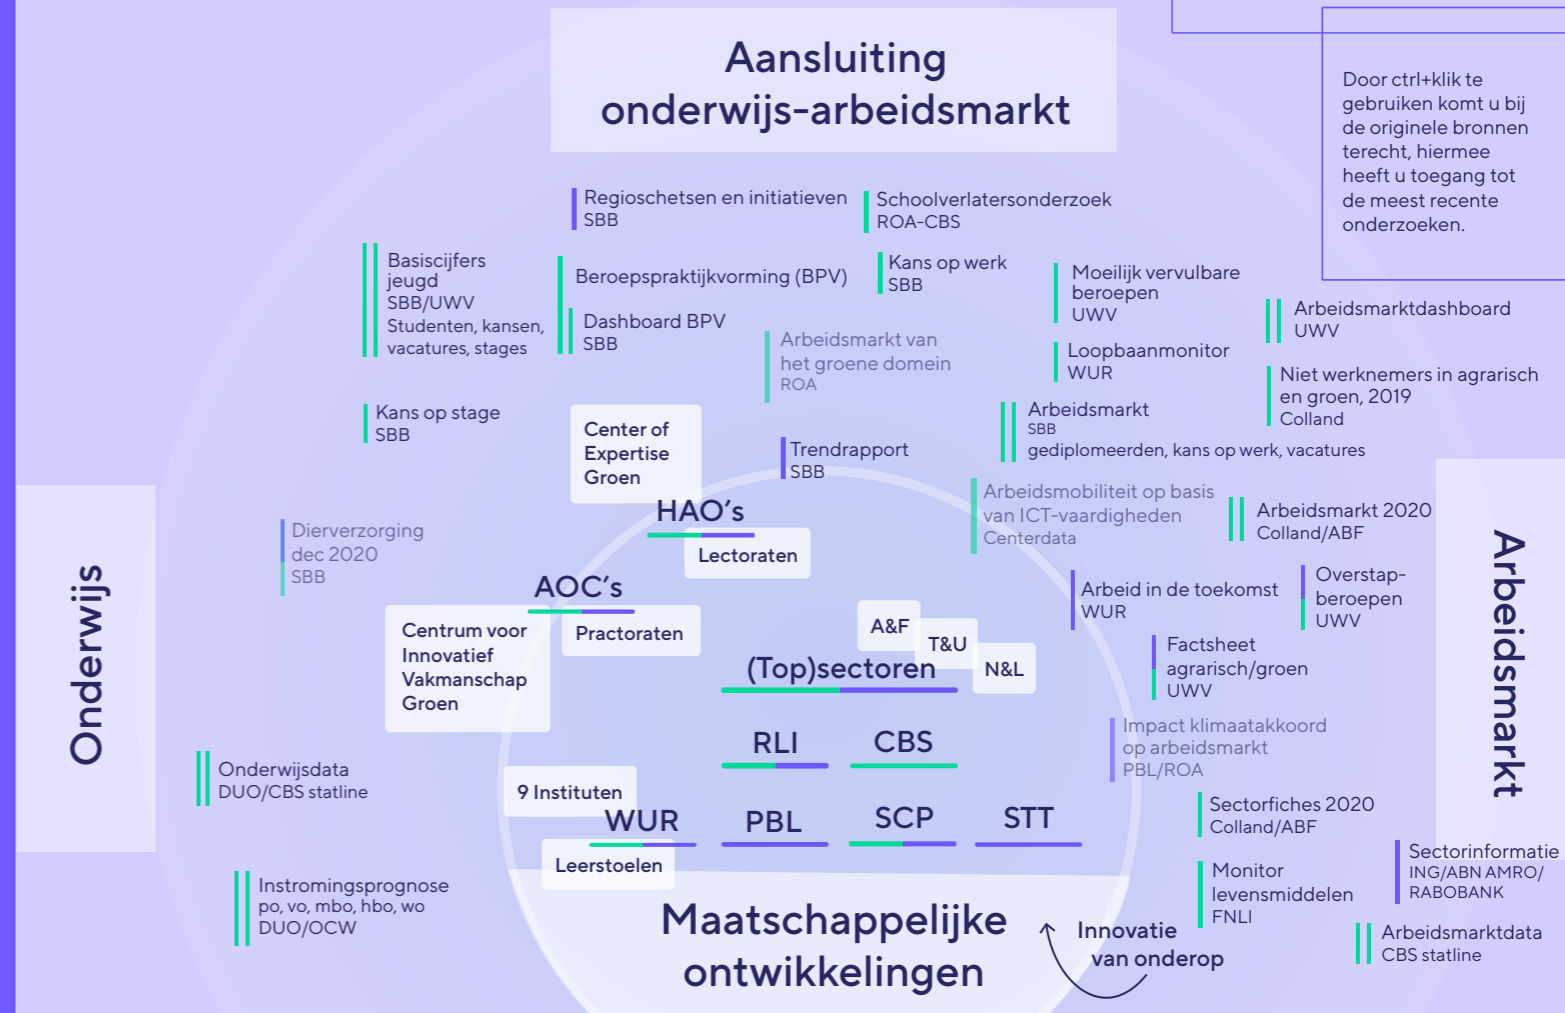 Aansluiting
onderwijs-arbeidsmarkt
Door ctrl+klik te
gebruiken komt u bij
de originele bronnen
terecht, hiermee
heeft u toegang tot
de meest recente
onderzoeken.
Regioschetsen en initiatieven
SBB
Schoolverlatersonderzoek
ROA-CBS
Basiscijfers
jeugd
SBB/UWV
Studenten, kansen,
vacatures, stages
Beroepspraktijkvorming (BPV)
Dashboard BPV
SBB
Kans op werk
SBB
Moeilijk vervulbare
beroepen
UWV
Arbeidsmarktdashboard
UWV
Arbeidsmarkt van
het groene domein
ROA
Loopbaanmonitor
WUR
Niet werknemers in agrarisch
en groen, 2019
Colland
Kans op stage
SBB
Center of
Expertise
Groen
Trendrapport
SBB
Arbeidsmarkt
SBB
gediplomeerden, kans op werk, vacatures
HAO's
Lectoraten
Arbeidsmobiliteit op basis
van ICT-vaardigheden
Centerdata
Arbeidsmarkt 2020
Colland/ABF
Onderwijs
Dierverzorging
dec 2020
SBB
AOC's
Practoraten
Centrum voor
Innovatief
Vakmanschap
Groen
A&F
T&U
N&L
(Top)sectoren
Arbeid in de toekomst
WUR
Overstap-
beroepen
UWV
Factsheet
agrarisch/groen
UWV
Arbeidsmarkt
Impact klimaatakkoord
op arbeidsmarkt
PBL/ROA
RLI
CBS
Onderwijsdata
DUO/CBS statline
9 Instituten
WUR
Leerstoelen
PBL
SCP
STT
Sectorfiches 2020
Colland/ABF
Sectorinformatie
ING/ABN AMRO/
RABOBANK
Monitor
levensmiddelen
FNLI
Instromingsprognose
po, vo, mbo, hbo, wo
DUO/OCW
Maatschappelijke
ontwikkelingen
Innovatie
van onderop
Arbeidsmarktdata
CBS statline